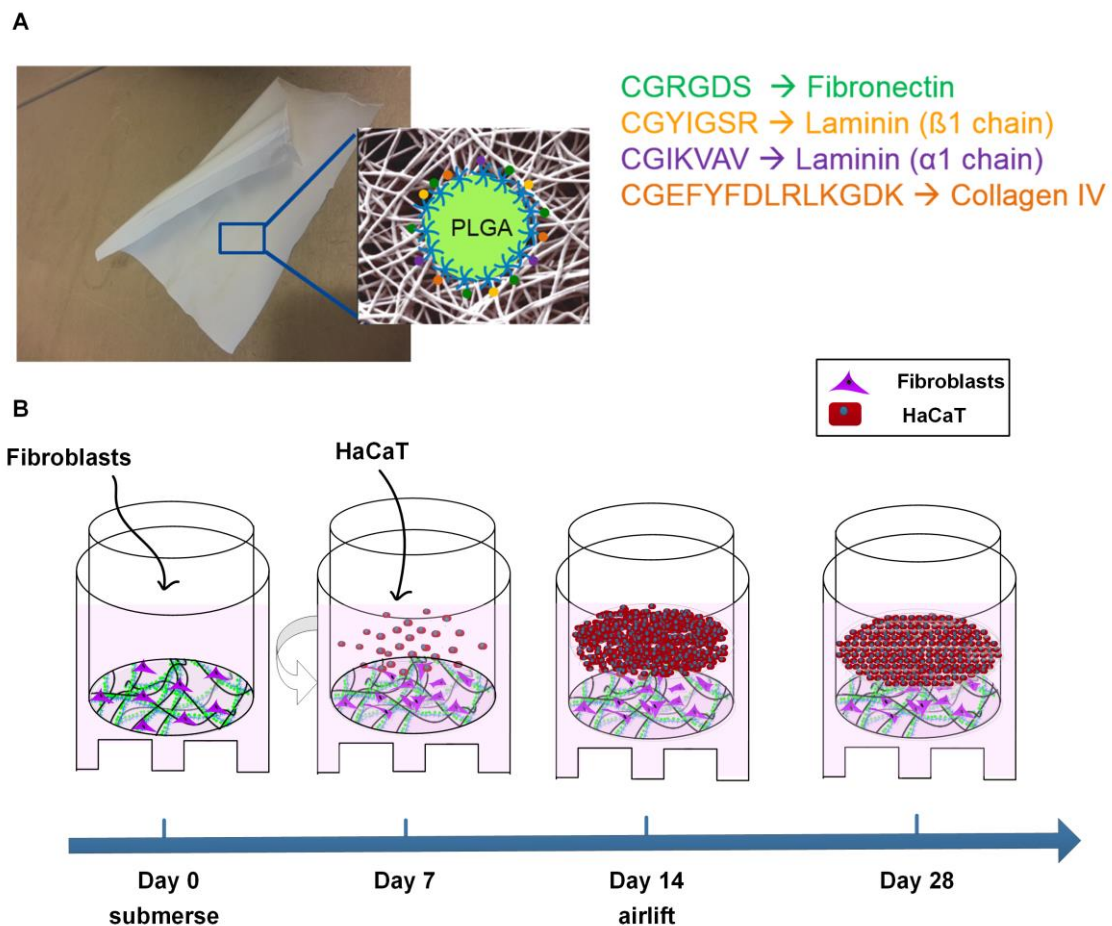 A
CGRGDS → Fibronectin
CGYIGSR → Laminin (ß1 chain)
CGIKVAV → Laminin (α1 chain)
CGEFYFDLRLKGDK → Collagen IV
PLGA
Fibroblasts
HaCaT
B
Fibroblasts
HaCaT
Day 0
submerse
Day 7
Day 14
airlift
Day 28